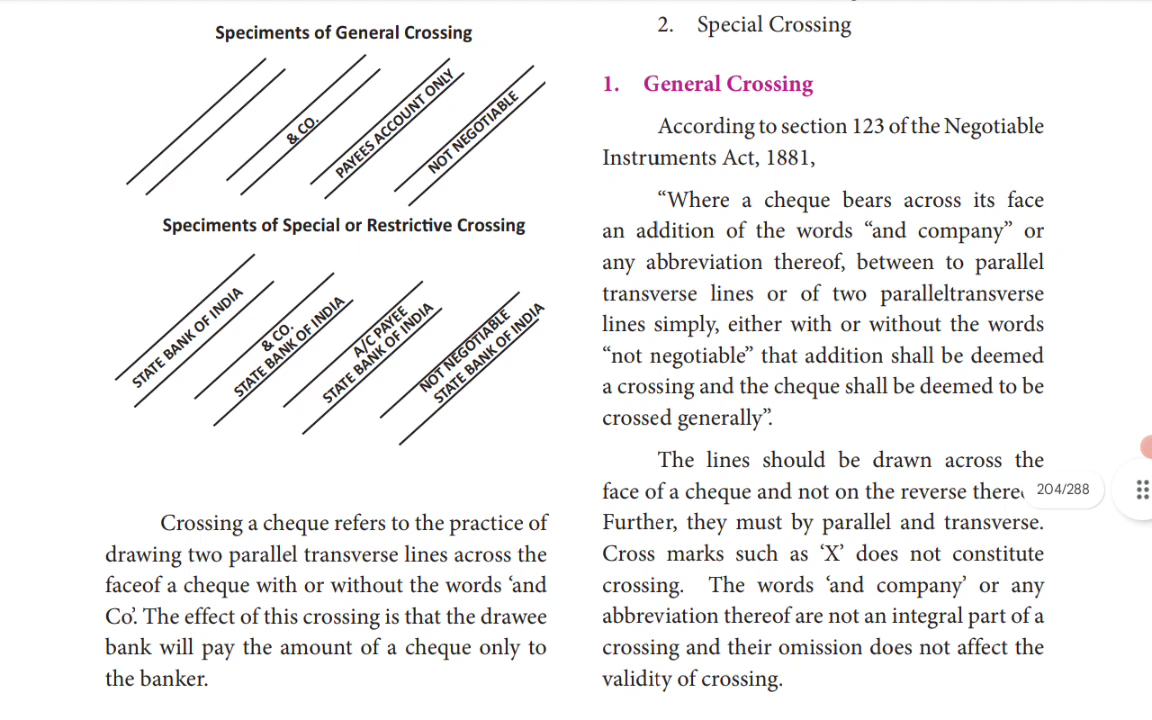 Speciments of General Crossing
& CO.
PAYEES ACCOUNT ONLY
NOT NEGOTIABLE
Speciments of Special or Restrictive Crossing
STATE BANK OF INDIA
& CO.
STATE BANK OF INDIA
A/C PAYEE
STATE BANK OF INDIA
NOT NEGOTIABLE
STATE BANK OF INDIA
Crossing a cheque refers to the practice of
drawing two parallel transverse lines across the
faceof a cheque with or without the words ‘and
Co’. The effect of this crossing is that the drawee
bank will pay the amount of a cheque only to
the banker.
2. Special Crossing
1. General Crossing
According to section 123 of the Negotiable
Instruments Act, 1881,
“Where a cheque bears across its face
an addition of the words “and company” or
any abbreviation thereof, between to parallel
transverse lines or of two paralleltransverse
lines simply, either with or without the words
“not negotiable” that addition shall be deemed
a crossing and the cheque shall be deemed to be
crossed generally”.
The lines should be drawn across the
face of a cheque and not on the reverse
Further, they must by parallel and transverse.
Cross marks such as ‘X’ does not constitute
crossing. The words ‘and company’ or any
abbreviation thereof are not an integral part of a
crossing and their omission does not affect the
validity of crossing.
204/288